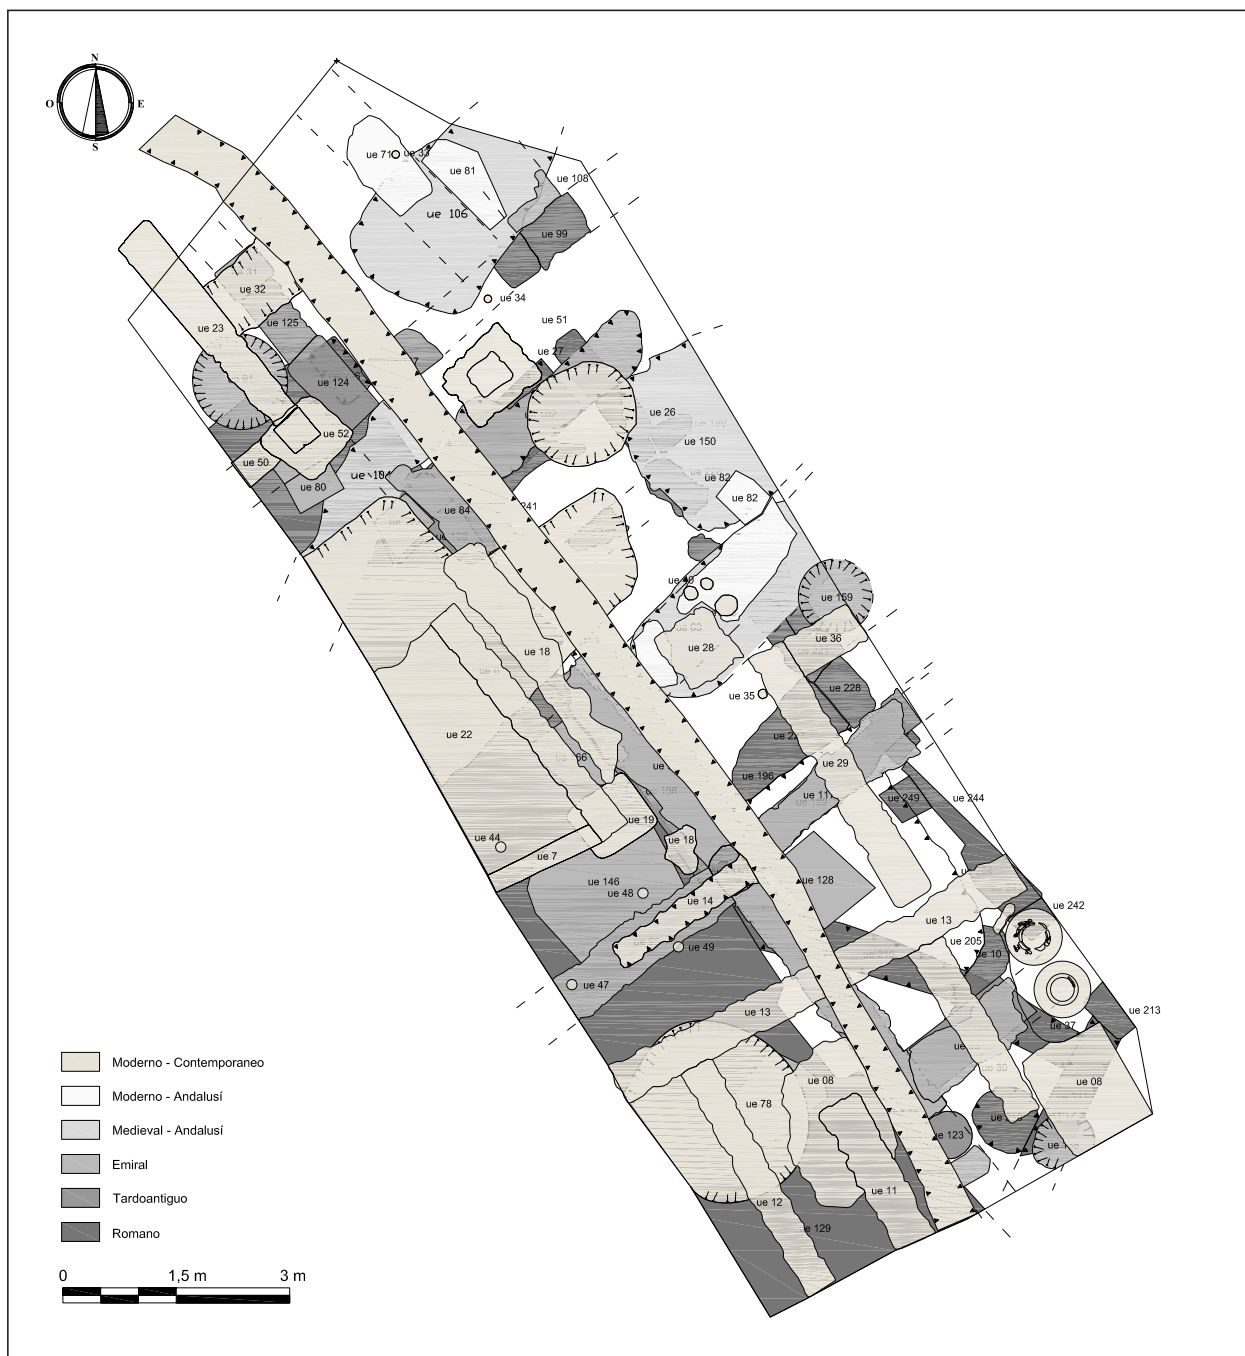 N
O E
S
ue 71 ue 33
ue 81
ue 108
ue 106
ue 99
ue 32
ue 34
ue 125
ue 23
ue 51
ue 27
ue 124
ue 26
ue 52
ue 150
ue 50
ue 104
ue 82
ue 80
ue 82
ue 84
241
ue 159
ue 36
ue 28
ue 18
ue 228
ue 35
ue 22
ue 29
ue 196
ue 11
ue 249
ue 244
ue 19
ue 44
ue 18
ue 7
ue 146
ue 128
ue 48
ue 14
ue 242
ue 13
ue 205
ue 49
ue 10
ue 47
ue 13
ue 213
ue 37
ue 30
ue 08
ue 08
ue 78
ue 123
ue 11
ue 12
ue 129
Moderno - Contemporaneo
Moderno - Andalusí
Medieval - Andalusí
Emiral
Tardoantiguo
Romano
0 1,5 m 3 m